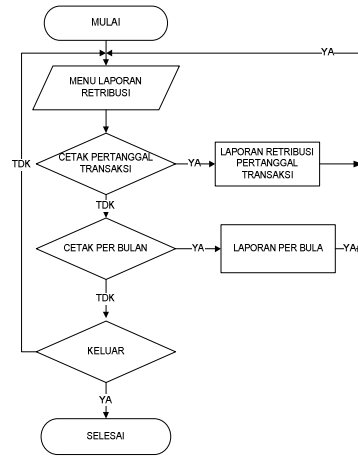 MULAI
YA
MENU LAPORAN
RETRIBUSI
TDK
CETAK PERTANGGAL
TRANSAKSI
YA
LAPORAN RETRIBUSI
PERTANGGAL
TRANSAKSI
TDK
CETAK PER BULAN
YA
LAPORAN PER BULA
YA
TDK
KELUAR
YA
SELESAI